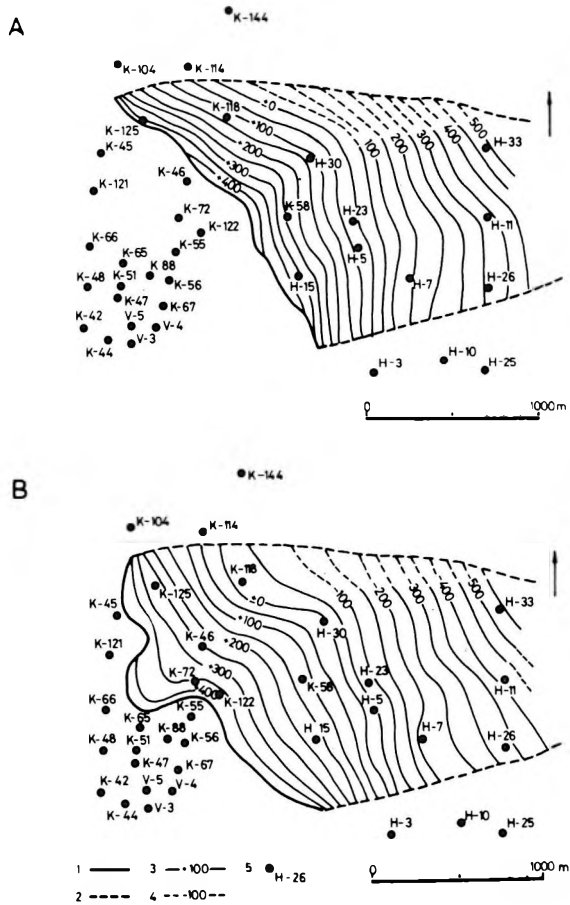 A
K-144
K-104
K-114
K-118
±0
+100
+200
+300
+400
100
200
300
400
500
K-125
K-45
K-46
H-30
H-33
K-121
K-58
K-72
K-122
H-23
H-11
K-66
K-65
K-55
H-5
K-48
K-51
K 88
K-56
H-15
H-7
H-26
K-47
K-67
K-42
V-5
V-4
K-44
V-3
H-3
H-10
H-25
0
1000 m
B
K-144
K-104
K-114
K-118
K-125
±0
100
200
300
400
500
K-45
+100
H-30
H-33
K-121
K-46
+200
K-72
+300
K-58
H-23
H-11
K-66
+400
K-122
K-65
K-55
H-5
K-48
K-51
K-88
K-56
H-15
H-7
H-26
K-47
K-67
K-42
V-5
V-4
K-44
V-3
H-3
H-10
H-25
1 3 +100 5 H-26
2 4 -100
0 1000 m